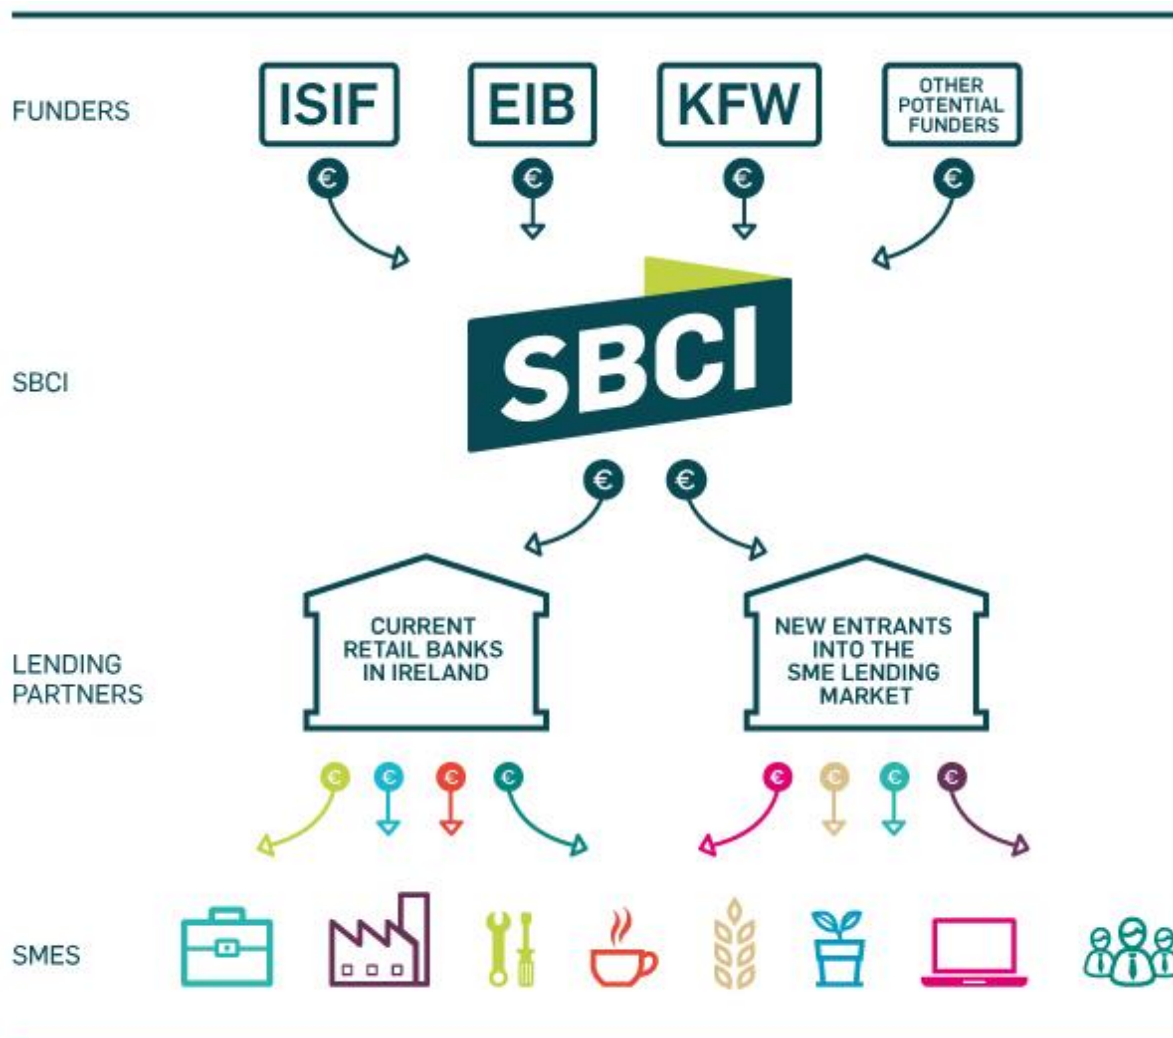 FUNDERS
ISIF
EIB
KFW
OTHER
POTENTIAL
FUNDERS
€
€
€
€
SBCI
SBCI
€
€
LENDING
PARTNERS
CURRENT
RETAIL BANKS
IN IRELAND
NEW ENTRANTS
INTO THE
SME LENDING
MARKET
€
€
€
€
€
€
€
€
SMES